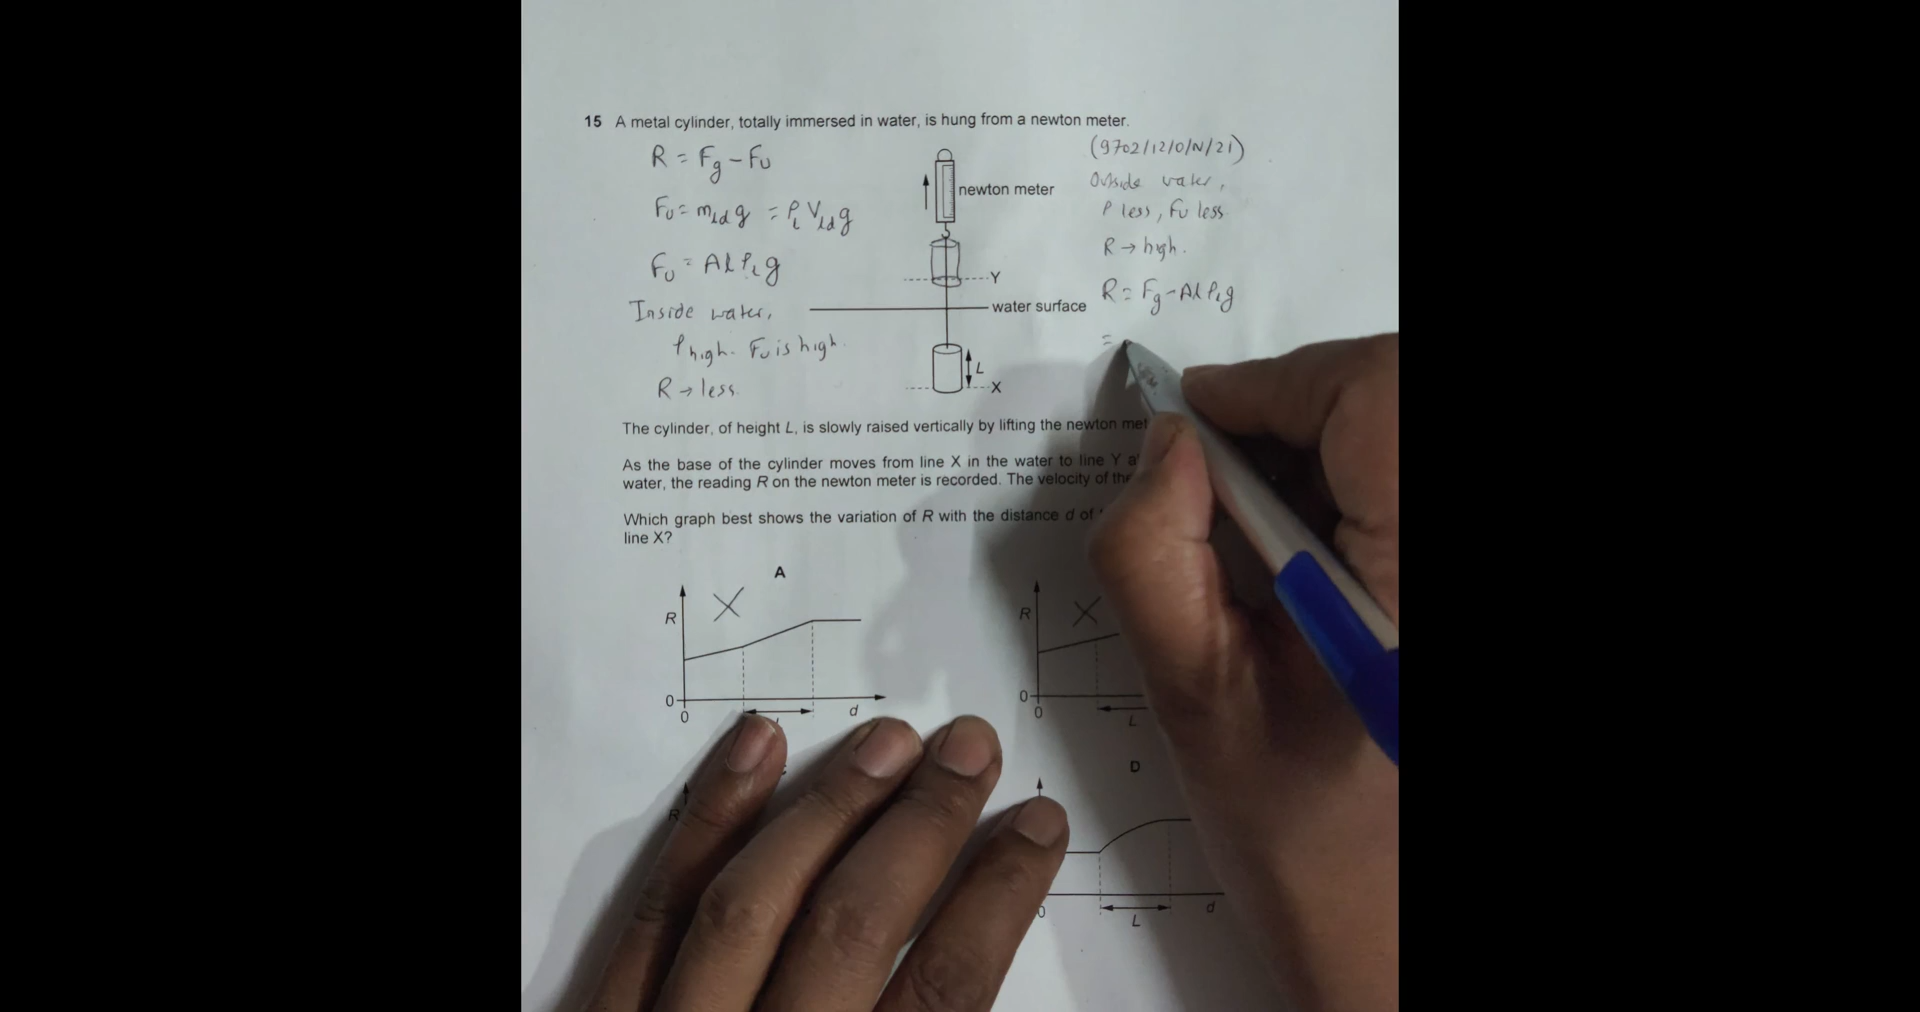 15 A metal cylinder, totally immersed in water, is hung from a newton meter.
R = Fg - Fu
(9702/12/O/N/21)
newton meter
Outside water,
Fu = mld g = ρL Vld g
ρ less, Fu less
R → high.
Fu = Al ρL g
Y
R = Fg - Al ρL g
Inside water,
water surface
=
ρ high. Fu is high.
L
R → less.
X
The cylinder, of height L, is slowly raised vertically by lifting the newton
As the base of the cylinder moves from line X in the water to line Y
water, the reading R on the newton meter is recorded. The velocity of
Which graph best shows the variation of R with the distance d of
line X?
A
R
0
0
d
R
0
0
L
D
R
0
d
L